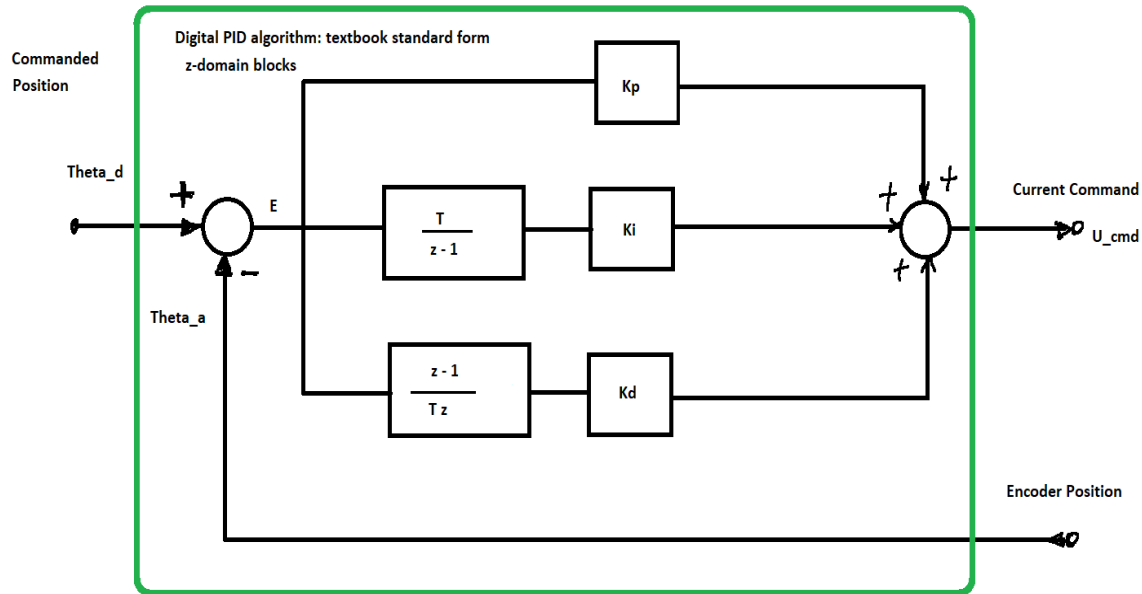 Digital PID algorithm: textbook standard form
z-domain blocks
Commanded
Position
Kp
Theta_d
+
E
T
z - 1
Ki
+
+
+
Current Command
U_cmd
-
Theta_a
z - 1
T z
Kd
Encoder Position